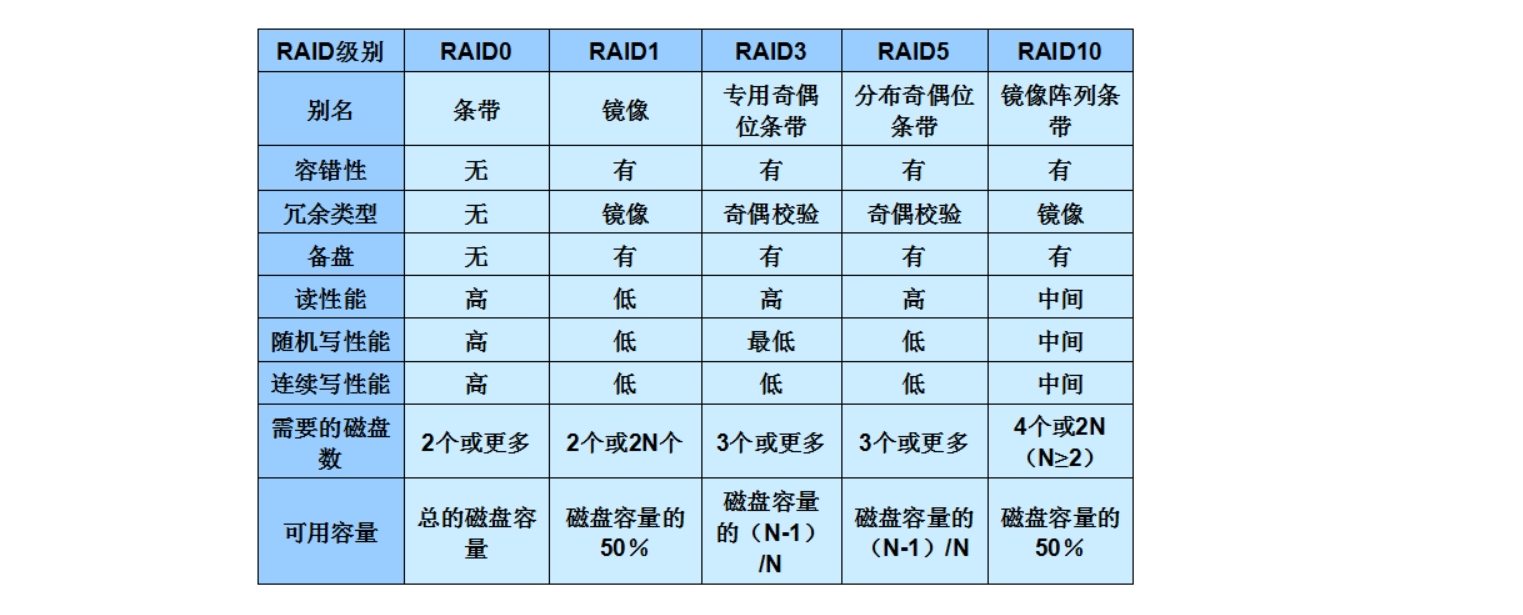 RAID级别 RAID0 RAID1 RAID3 RAID5 RAID10
别名 条带 镜像 专用奇偶 分布奇偶位 镜像阵列条
位条带 条带 带
容错性 无 有 有 有 有
冗余类型 无 镜像 奇偶校验 奇偶校验 镜像
备盘 无 有 有 有 有
读性能 高 低 高 高 中间
随机写性能 高 低 最低 低 中间
连续写性能 高 低 低 低 中间
需要的磁盘 2个或更多 2个或2N个 3个或更多 3个或更多 4个或2N
数 （N≥2）
可用容量 总的磁盘容 磁盘容量的 磁盘容量 磁盘容量的 磁盘容量的
量 50% 的（N-1） （N-1）/N 50%
/N